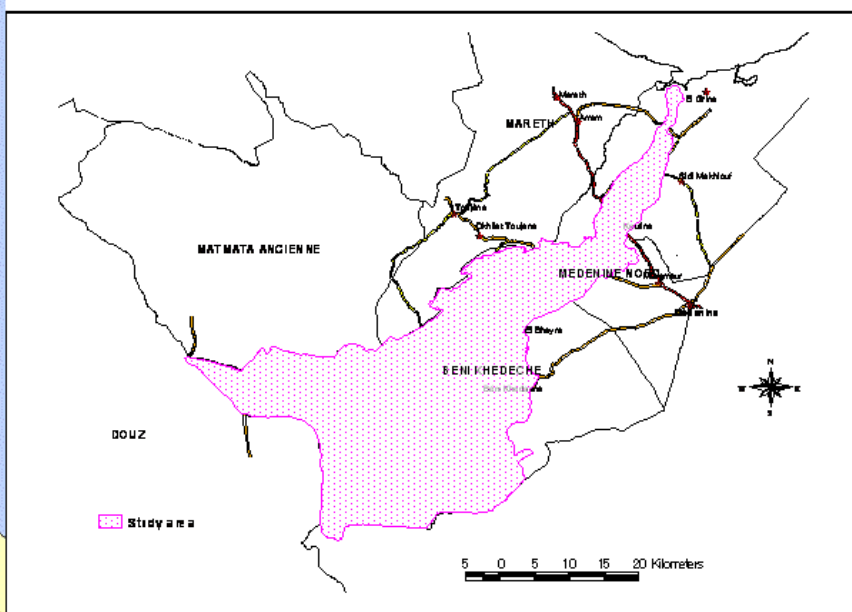 El Grine
Mareth
Arram
MARETH
Sidi Makhlouf
Toujane
Dkhilet Toujane
MATMATA ANCIENNE
MEDENINE NORD
Medenine
El Bhayra
BENI KHEDECHE
N
W E
S
DOUZ
Study area
5 0 5 10 15 20 Kilometers